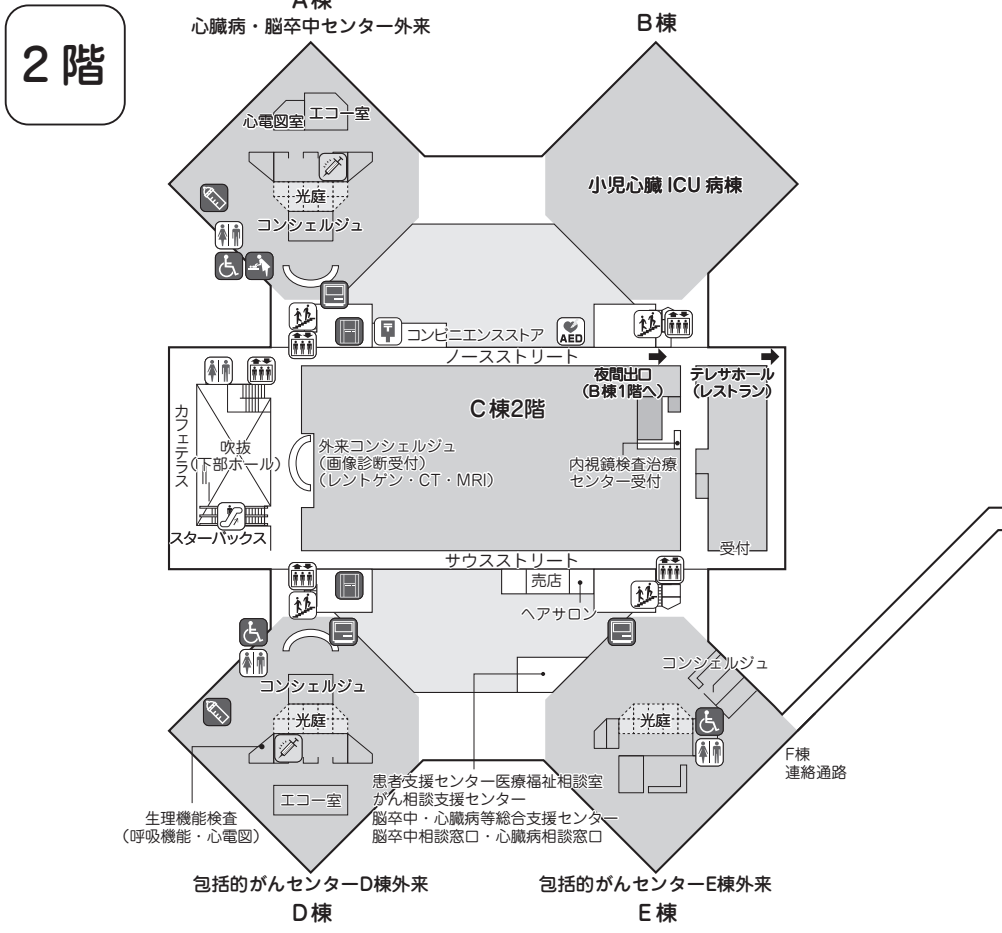 2階
A棟
心臓病・脳卒中センター外来
B棟
心電図室
エコー室
光庭
コンシェルジュ
小児心臓 ICU 病棟
コンビニエンスストア
AED
ノースストリート
夜間出口
(B棟1階へ)
テレサホール
(レストラン)
C棟2階
カフェテラス
吹抜
(下部ホール)
外来コンシェルジュ
(画像診断受付)
(レントゲン・CT・MRI)
内視鏡検査治療
センター受付
スターバックス
受付
サウスストリート
売店
ヘアサロン
コンシェルジュ
光庭
エコー室
コンシェルジュ
光庭
F棟
連絡通路
生理機能検査
(呼吸機能・心電図)
患者支援センター医療福祉相談室
がん相談支援センター
脳卒中・心臓病等総合支援センター
脳卒中相談窓口・心臓病相談窓口
包括的がんセンターD棟外来
D棟
包括的がんセンターE棟外来
E棟